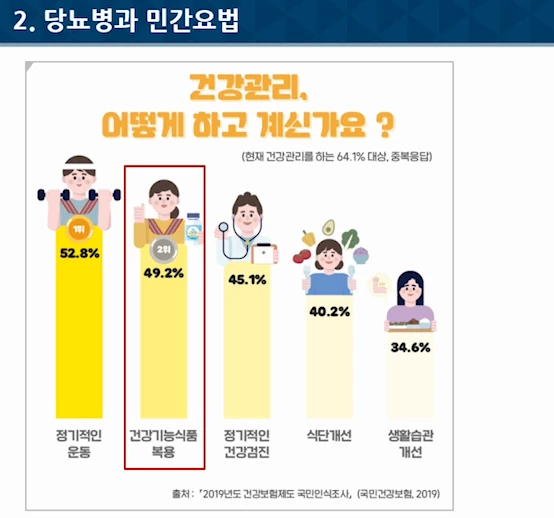 2. 당뇨병과 민간요법
건강관리,
어떻게 하고 계신가요 ?
(현재 건강관리를 하는 64.1% 대상, 중복응답)
1위
52.8%
2위
49.2%
45.1%
40.2%
34.6%
정기적인
운동
건강기능식품
복용
정기적인
건강검진
식단개선
생활습관
개선
출처 : 「2019년도 건강보험제도 국민인식조사」, (국민건강보험, 2019)